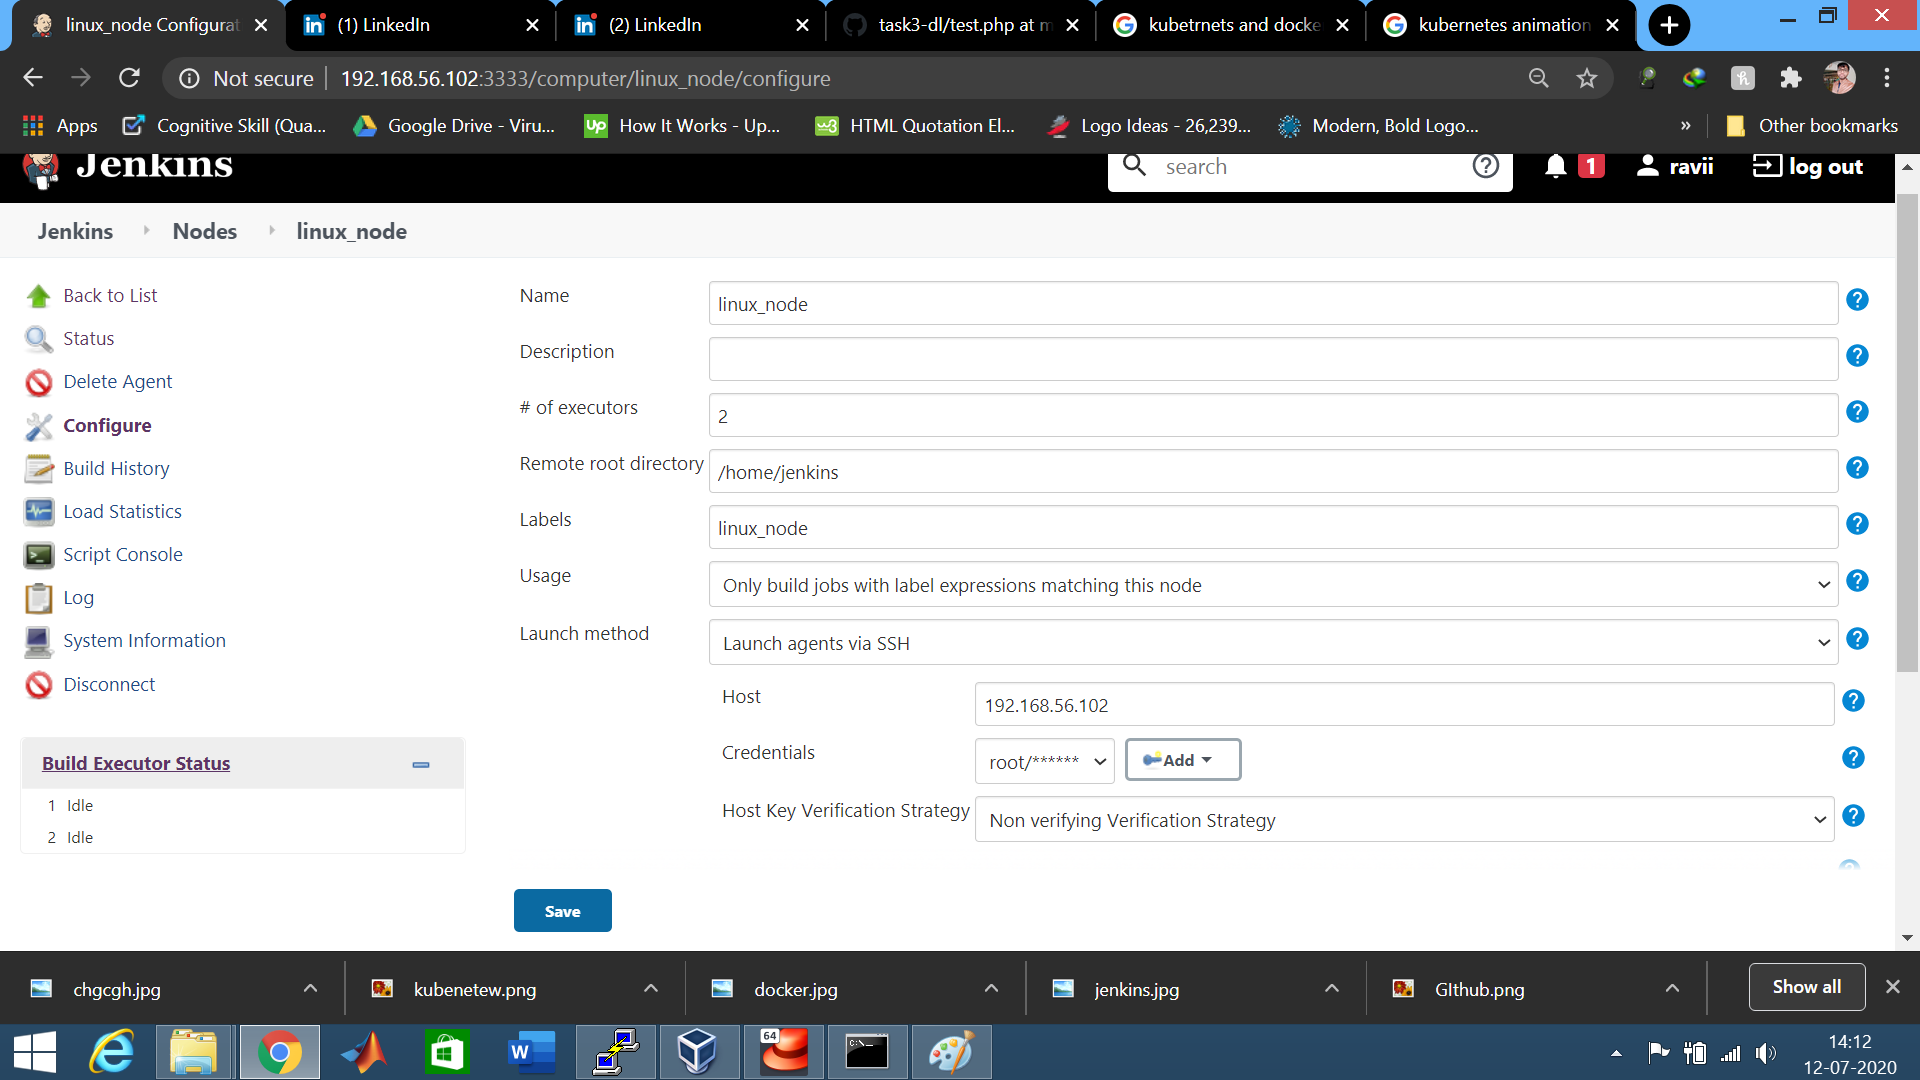 linux_node Configurat
(1) LinkedIn
(2) LinkedIn
task3-dl/test.php at m
kubetrnets and docke
kubernetes animation
Not secure
192.168.56.102:3333/computer/linux_node/configure
Apps
Cognitive Skill (Qua...
Google Drive - Viru...
Up
How It Works - Up...
HTML Quotation El...
Logo Ideas - 26,239...
Modern, Bold Logo...
»
Other bookmarks
Jenkins
search
1
ravii
log out
Jenkins
Nodes
linux_node
Back to List
Status
Delete Agent
Configure
Build History
Load Statistics
Script Console
Log
System Information
Disconnect
Build Executor Status
1 Idle
2 Idle
Name
linux_node
Description
# of executors
2
Remote root directory
/home/jenkins
Labels
linux_node
Usage
Only build jobs with label expressions matching this node
Launch method
Launch agents via SSH
Host
192.168.56.102
Credentials
root/******
Add
Host Key Verification Strategy
Non verifying Verification Strategy
Save
chgcgh.jpg
kubenetew.png
docker.jpg
jenkins.jpg
GIthub.png
Show all
64
14:12
12-07-2020